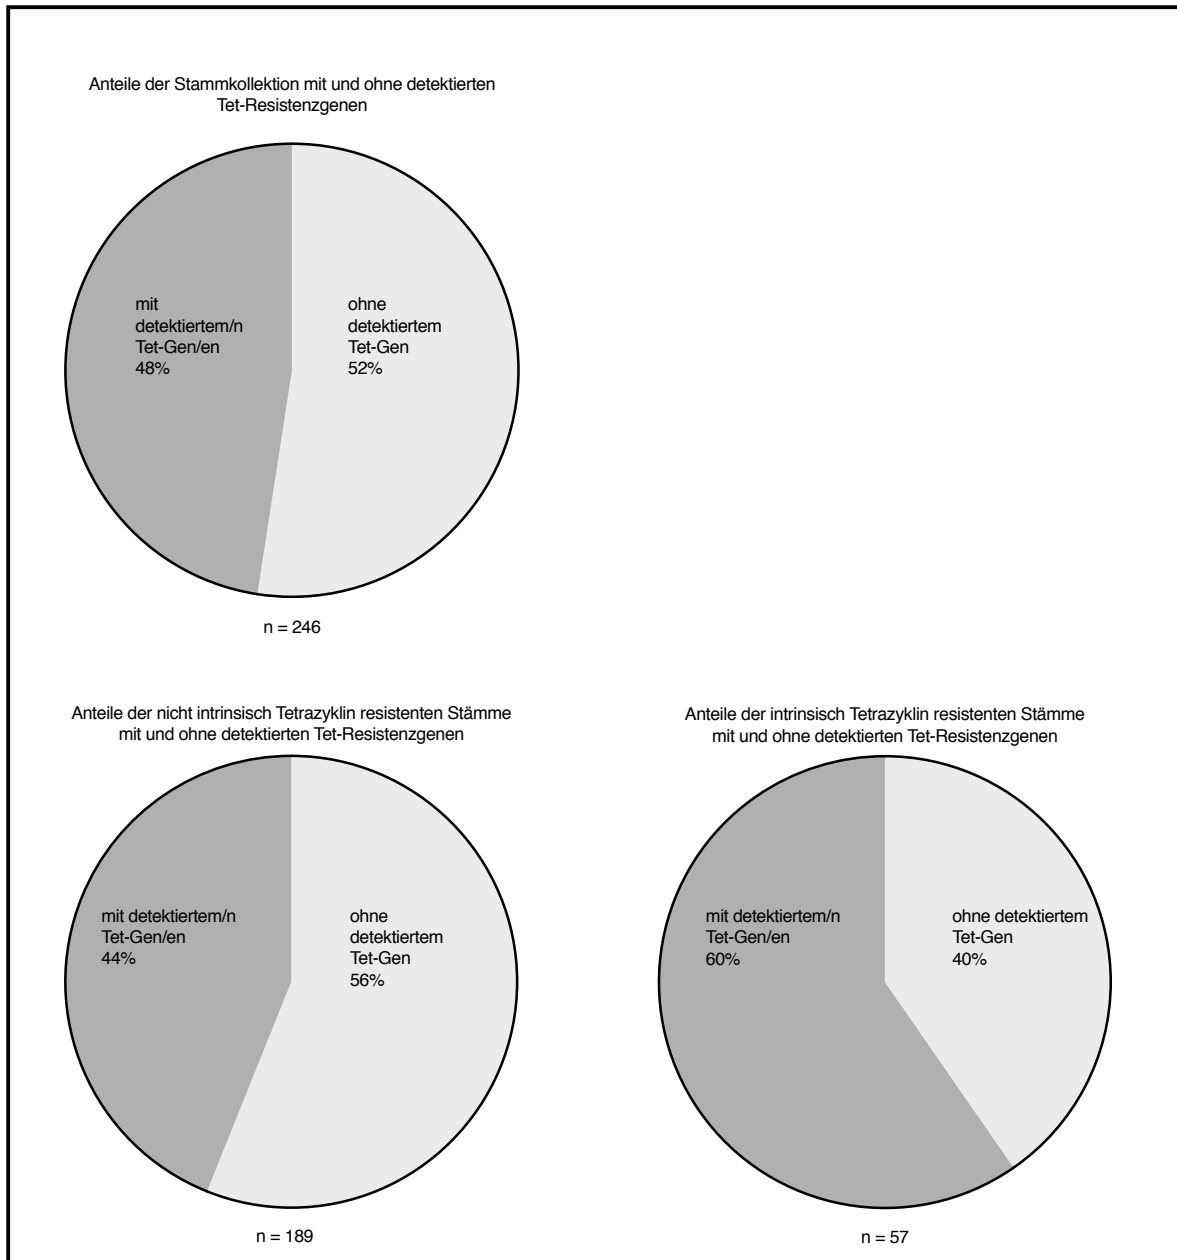 Anteile der Stammkollektion mit und ohne detektierten
Tet-Resistenzgenen
mit
detektiertem/n
Tet-Gen/en
48%
ohne
detektiertem
Tet-Gen
52%
n = 246
Anteile der nicht intrinsisch Tetrazyklin resistenten Stämme
mit und ohne detektierten Tet-Resistenzgenen
mit detektiertem/n
Tet-Gen/en
44%
ohne
detektiertem
Tet-Gen
56%
n = 189
Anteile der intrinsisch Tetrazyklin resistenten Stämme
mit und ohne detektierten Tet-Resistenzgenen
mit detektiertem/n
Tet-Gen/en
60%
ohne detektiertem
Tet-Gen
40%
n = 57